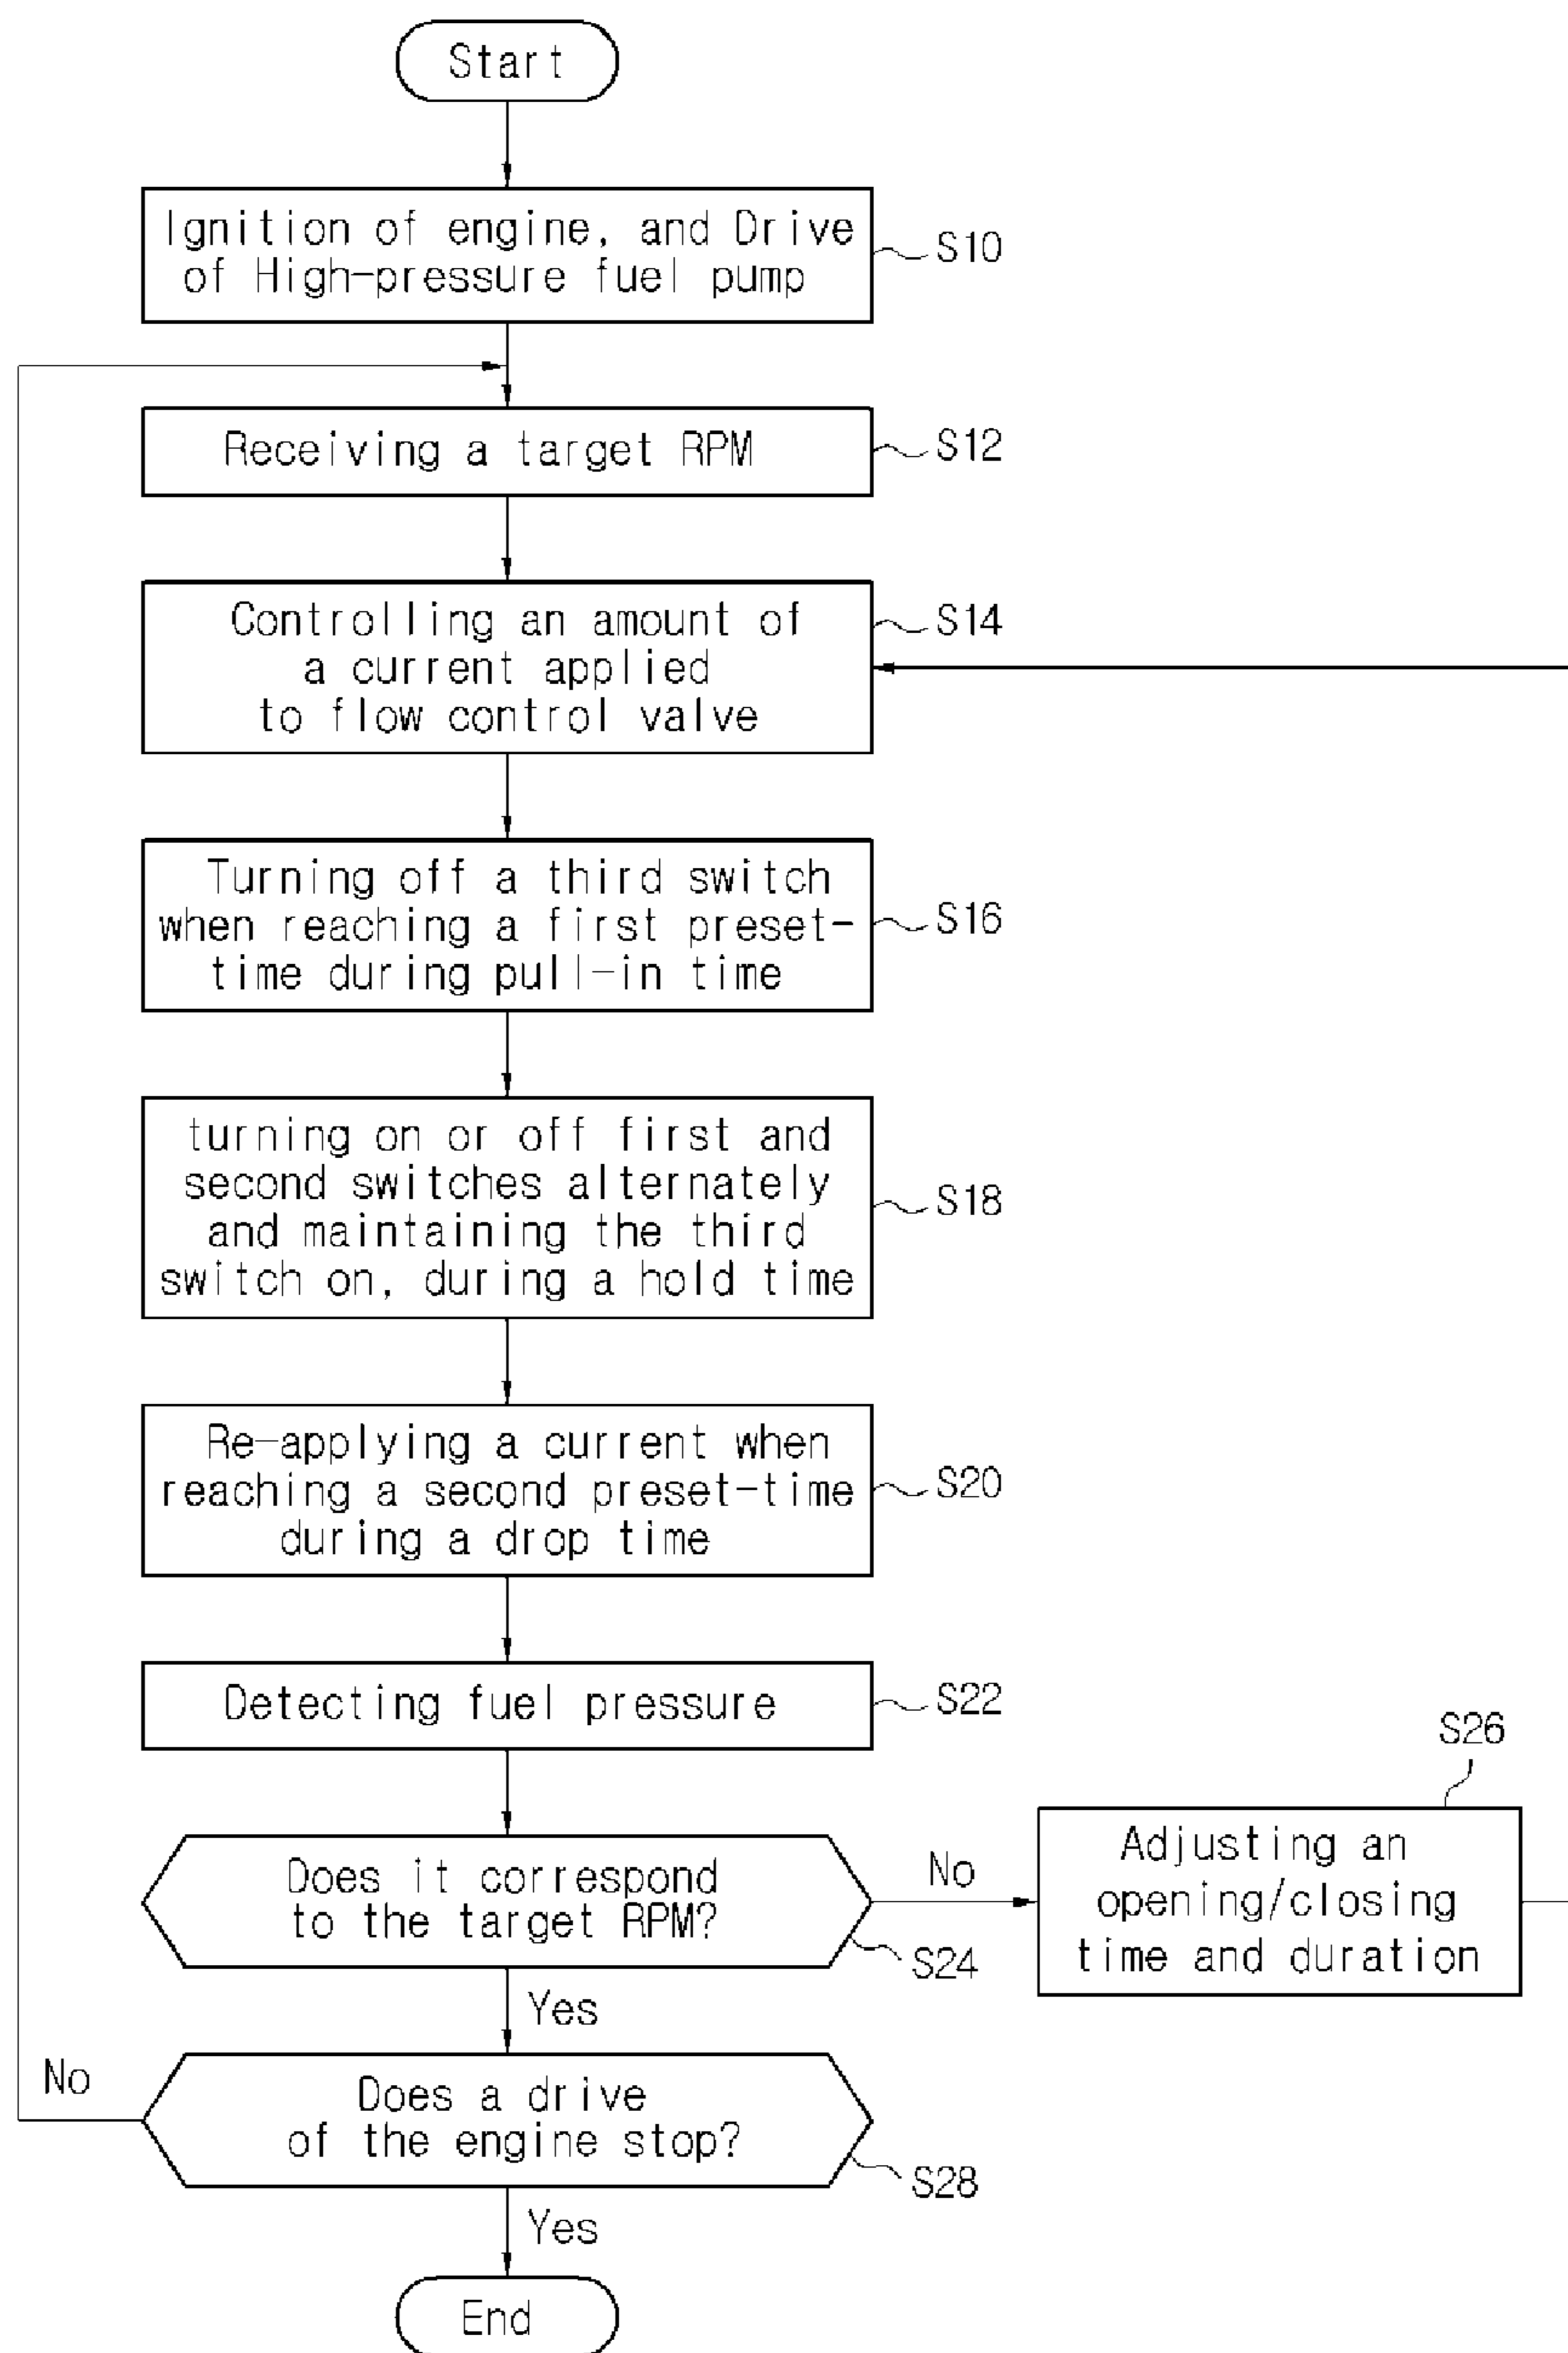 Start
Ignition of engine, and Drive
of High-pressure fuel pump
S10
Receiving a target RPM
S12
Controlling an amount of
a current applied
to flow control valve
S14
Turning off a third switch
when reaching a first preset-
time during pull-in time
S16
turning on or off first and
second switches alternately
and maintaining the third
switch on, during a hold time
S18
Re-applying a current when
reaching a second preset-time
during a drop time
S20
Detecting fuel pressure
S22
Does it correspond
to the target RPM?
S24
No
Adjusting an
opening/closing
time and duration
S26
Yes
Does a drive
of the engine stop?
S28
No
Yes
End